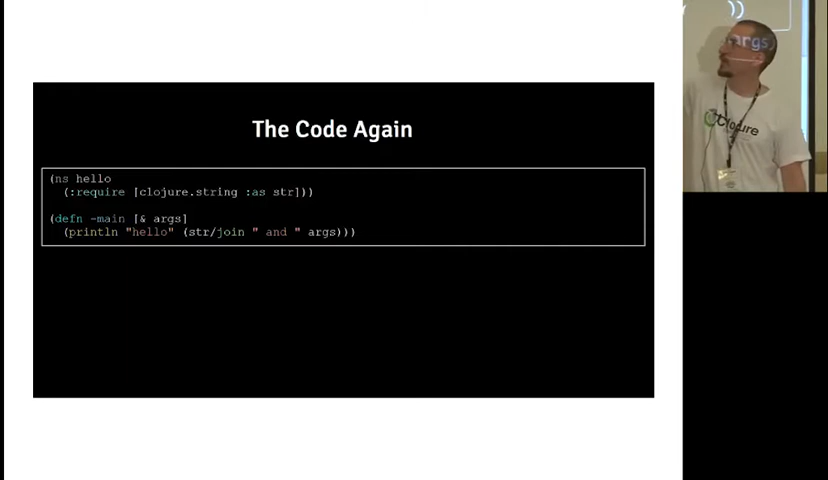 The Code Again
(ns hello
(:require [clojure.string :as str]))
(defn -main [& args]
(println "hello" (str/join " and " args)))
))
args)
Clojure